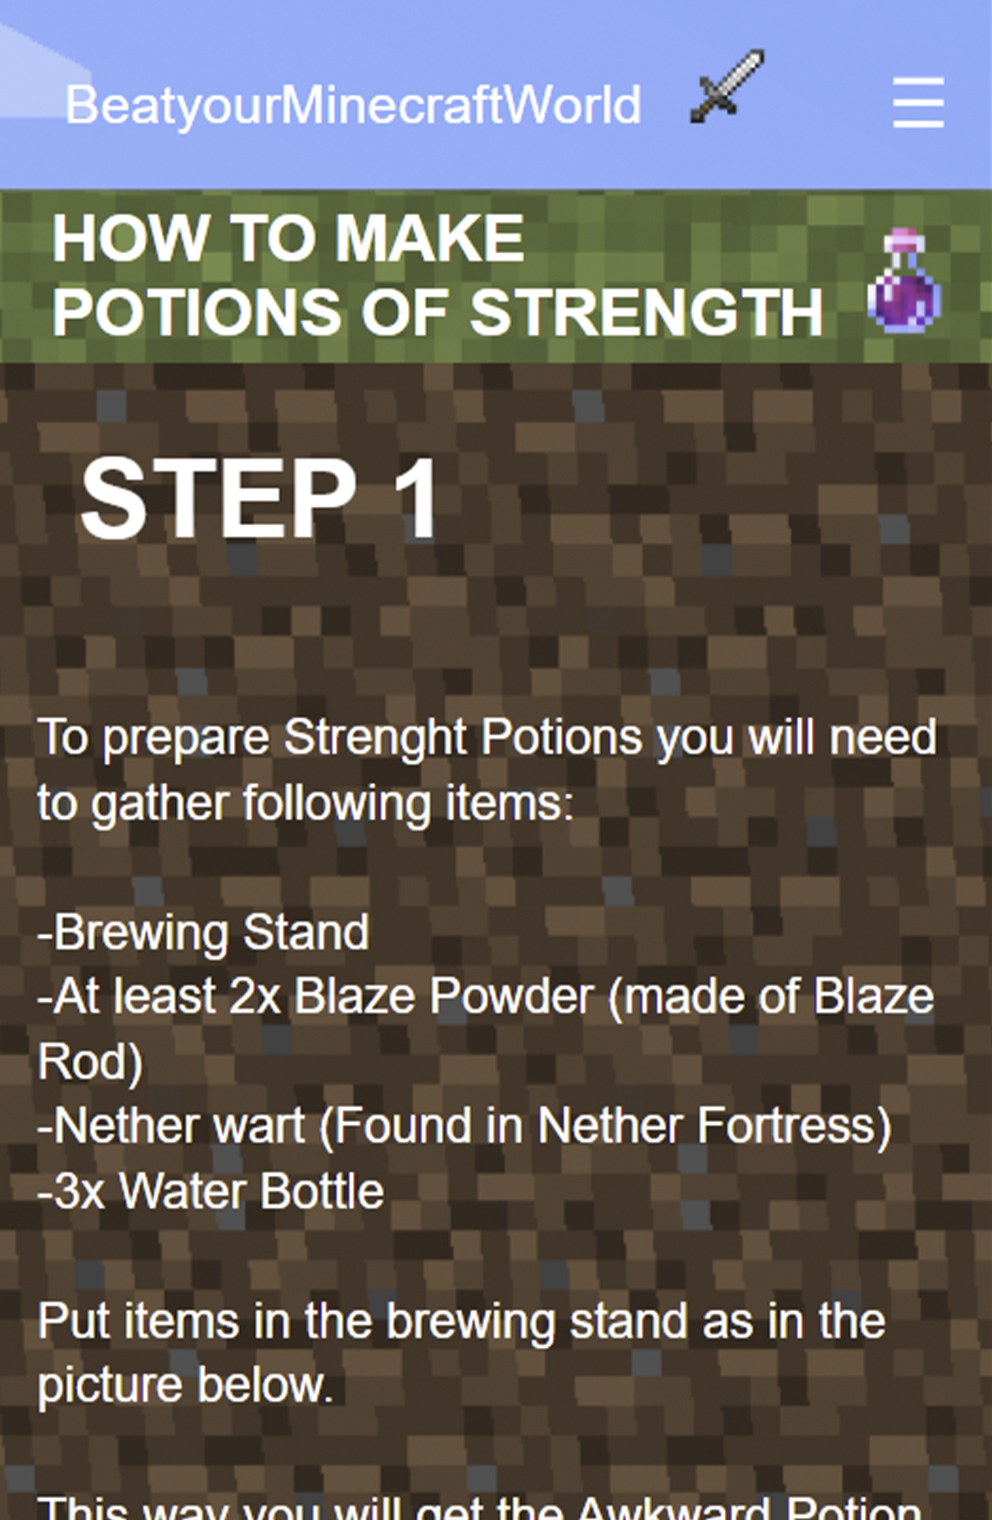 BeatyourMinecraftWorld
HOW TO MAKE
POTIONS OF STRENGTH
STEP 1
To prepare Strenght Potions you will need
to gather following items:
-Brewing Stand
-At least 2x Blaze Powder (made of Blaze
Rod)
-Nether wart (Found in Nether Fortress)
-3x Water Bottle
Put items in the brewing stand as in the
picture below.
This way you will get the Awkward Potion